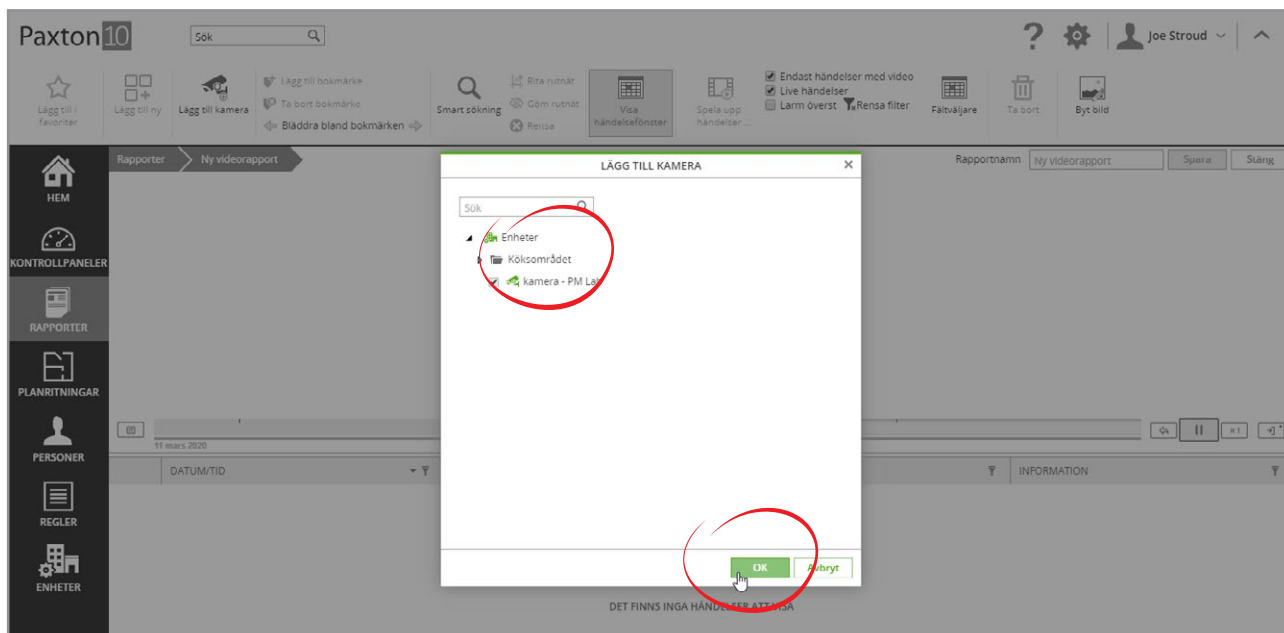 Paxton10
Sök
Joe Stroud
Lägg till i favoriter
Lägg till ny
Lägg till kamera
Lägg till bokmärke
Ta bort bokmärke
Bläddra bland bokmärken
Smart sökning
Rita rutnät
Göm rutnät
Rensa
Visa händelsefönster
Spela upp händelser ...
Endast händelser med video
Live händelser
Larm överst
Rensa filter
Fältväljare
Ta bort
Byt bild
HEM
KONTROLLPANELER
RAPPORTER
PLANRITNINGAR
PERSONER
REGLER
ENHETER
Rapporter
Ny videorapport
Rapportnamn
Ny videorapport
Spara
Stäng
LÄGG TILL KAMERA
Sök
Enheter
Köksområdet
kamera - PM Lab
OK
Avbryt
11 mars 2020
x 1
DATUM/TID
INFORMATION
DET FINNS INGA HÄNDELSER ATT VISA